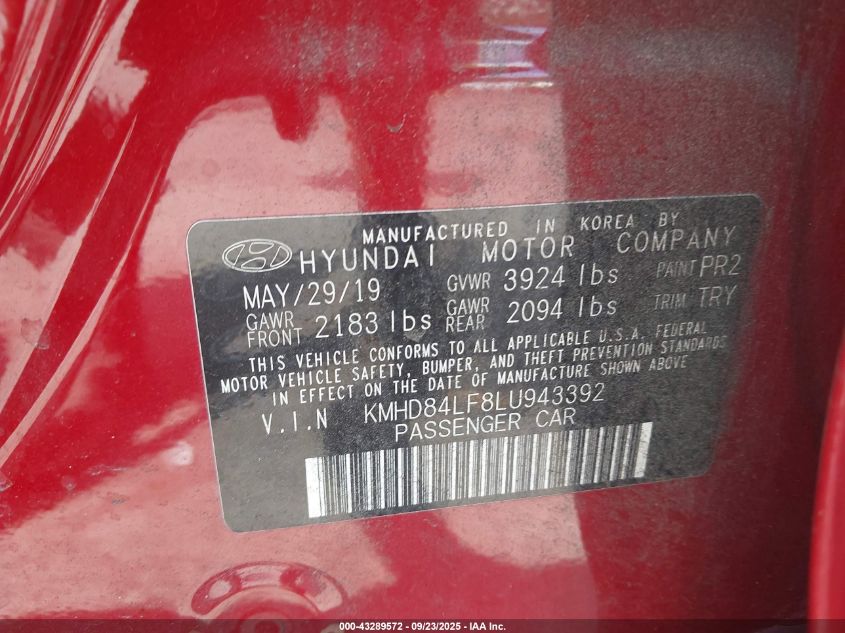 MANUFACTURED IN KOREA BY
HYUNDAI MOTOR COMPANY
MAY/29/19 GVWR 3924 lbs PAINT PR2
GAWR FRONT 2183 lbs GAWR REAR 2094 lbs TRIM TRY
THIS VEHICLE CONFORMS TO ALL APPLICABLE U.S.A. FEDERAL
MOTOR VEHICLE SAFETY, BUMPER, AND THEFT PREVENTION STANDARDS
IN EFFECT ON THE DATE OF MANUFACTURE SHOWN ABOVE
V.I.N KMHD84LF8LU943392
PASSENGER CAR
000-43289572 - 09/23/2025 - IAA Inc.